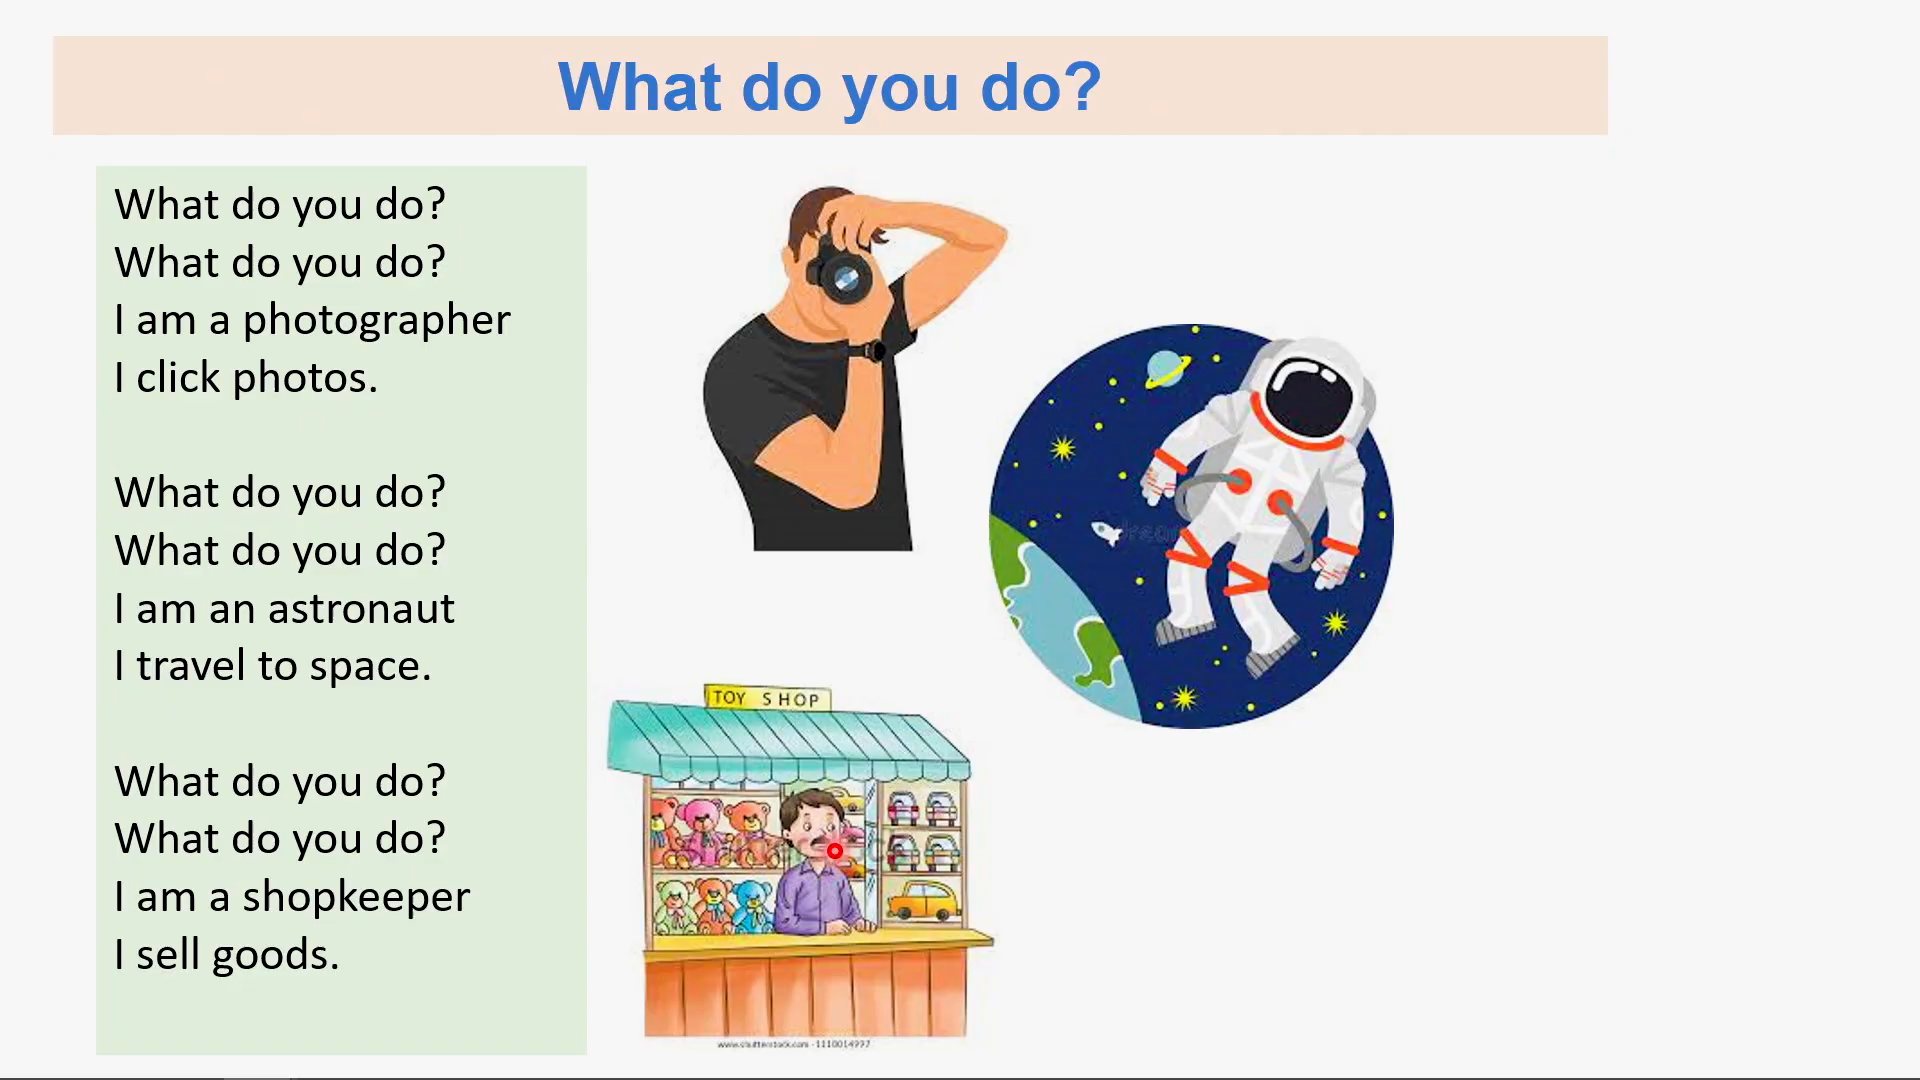 What do you do?
What do you do?
What do you do?
I am a photographer
I click photos.
What do you do?
What do you do?
I am an astronaut
I travel to space.
What do you do?
What do you do?
I am a shopkeeper
I sell goods.
TOY SHOP
www.shutterstock.com · 1110014997